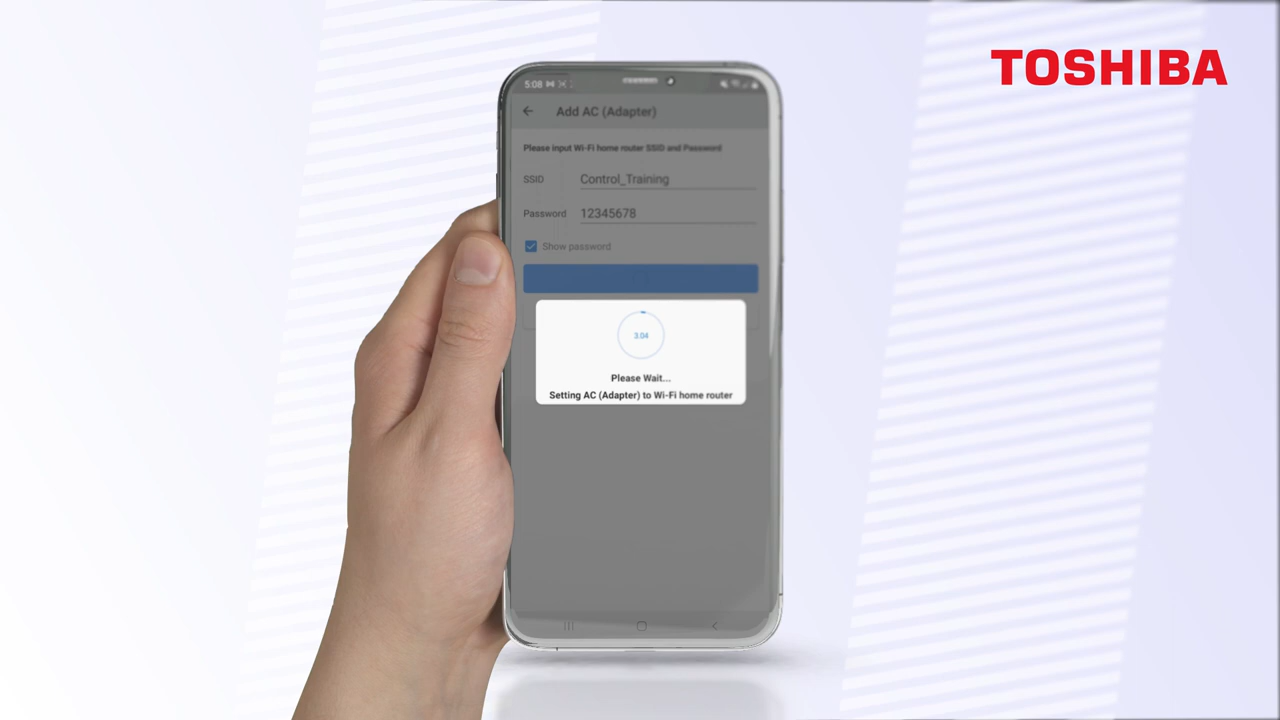 TOSHIBA
5:08
Add AC (Adapter)
Please input Wi-Fi home router SSID and Password
SSID Control_Training
Password 12345678
Show password
3:04
Please Wait...
Setting AC (Adapter) to Wi-Fi home router